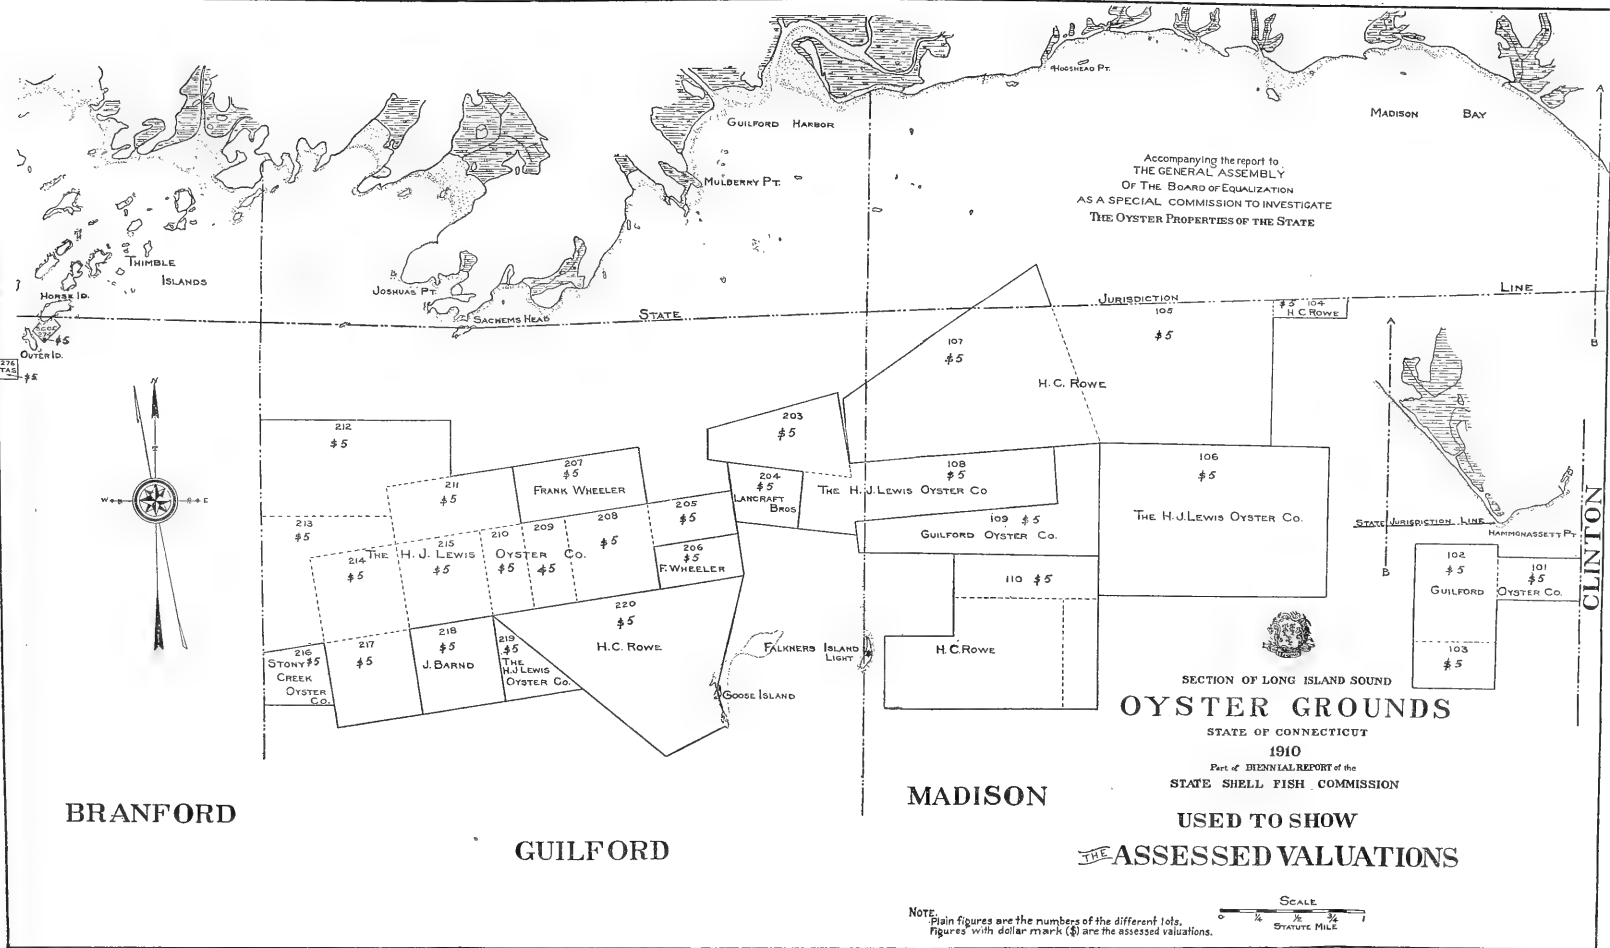 GUILFORD HARBOR
HOGSHEAD PT.
MADISON BAY
MULBERRY PT.
Accompanying the report to
THE GENERAL ASSEMBLY
OF THE BOARD OF EQUALIZATION
AS A SPECIAL COMMISSION TO INVESTIGATE
THE OYSTER PROPERTIES OF THE STATE
THIMBLE
ISLANDS
HORSE ID.
JOSHUAS PT.
SACHEMS HEAD
STATE JURISDICTION LINE
A
B
$5
OUTER ID.
276
TAS
$5
$5 104
H C ROWE
105
$5
107
$5
H. C. ROWE
N
W
E
212
$5
203
$5
207
$5
FRANK WHEELER
211
$5
204
$5
LANCRAFT
BROS
108
$5
THE H. J. LEWIS OYSTER CO
106
$5
THE H.J. LEWIS OYSTER CO.
205
$5
213
$5
208
$5
209
$5
210
$5
215
$5
214
$5
THE H. J. LEWIS OYSTER CO.
206
$5
F. WHEELER
109 $5
GUILFORD OYSTER CO.
110 $5
H. C. ROWE
220
$5
H.C. ROWE
216
$5
STONY
CREEK
OYSTER
CO.
217
$5
218
$5
J. BARND
219
$5
THE
H.J LEWIS
OYSTER CO.
FALKNERS ISLAND
LIGHT
GOOSE ISLAND
A
B
STATE JURISDICTION LINE
HAMMONASSETT PT
102
$5
GUILFORD OYSTER CO.
101
$5
103
$5
CLINTON
SECTION OF LONG ISLAND SOUND
OYSTER GROUNDS
STATE OF CONNECTICUT
1910
Part of BIENNIAL REPORT of the
STATE SHELL FISH COMMISSION
USED TO SHOW
THE ASSESSED VALUATIONS
BRANFORD
GUILFORD
MADISON
NOTE.
Plain figures are the numbers of the different lots.
Figures with dollar mark ($) are the assessed valuations.
SCALE
0 ¼ ½ ¾ 1
STATUTE MILE